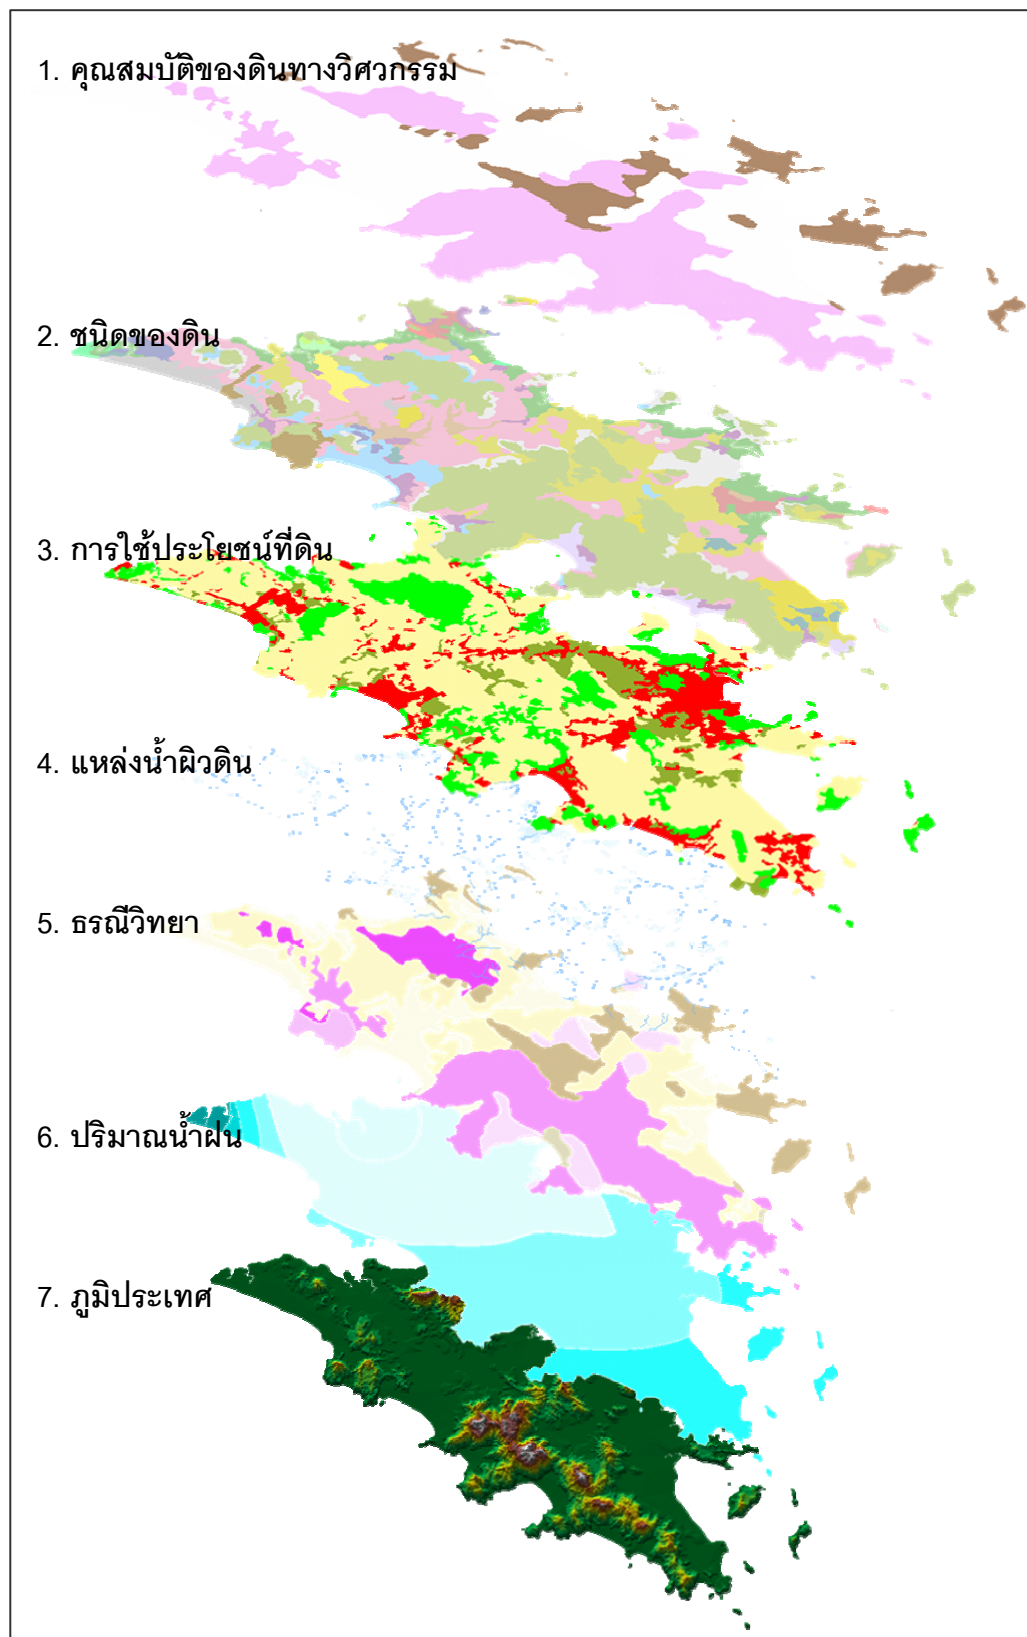 1. คุณสมบัติของดินทางวิศวกรรม
2. ชนิดของดิน
3. การใช้ประโยชน์ที่ดิน
4. แหล่งน้ำผิวดิน
5. ธรณีวิทยา
6. ปริมาณน้ำฝน
7. ภูมิประเทศ